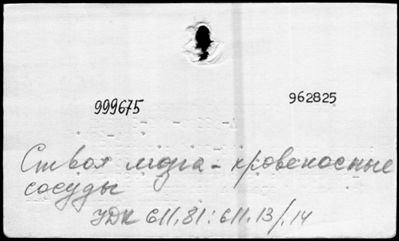 999675
962825
Ствол мозга - кровеносные
сосуды
УДК 611.81:611.13/.14